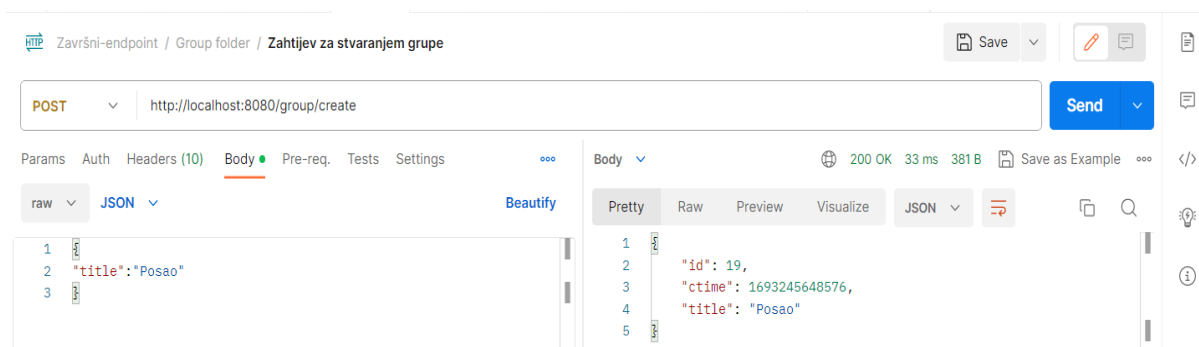 HTTP Završni-endpoint / Group folder / Zahtijev za stvaranjem grupe Save
POST http://localhost:8080/group/create Send
Params Auth Headers (10) Body Pre-req. Tests Settings
raw JSON Beautify
1 {
2 "title":"Posao"
3 }
Body 200 OK 33 ms 381 B Save as Example
Pretty Raw Preview Visualize JSON
1 {
2 "id": 19,
3 "ctime": 1693245648576,
4 "title": "Posao"
5 }